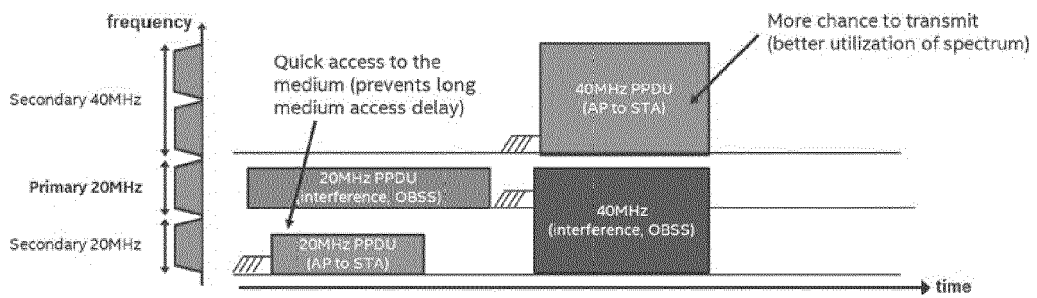 frequency
More chance to transmit
(better utilization of spectrum)
Quick access to the
medium (prevents long
medium access delay)
Secondary 40MHz
40MHz PPDU
(AP to STA)
Primary 20MHz
20MHz PPDU
(interference, OBSS)
40MHz
(interference, OBSS)
Secondary 20MHz
20MHz PPDU
(AP to STA)
time